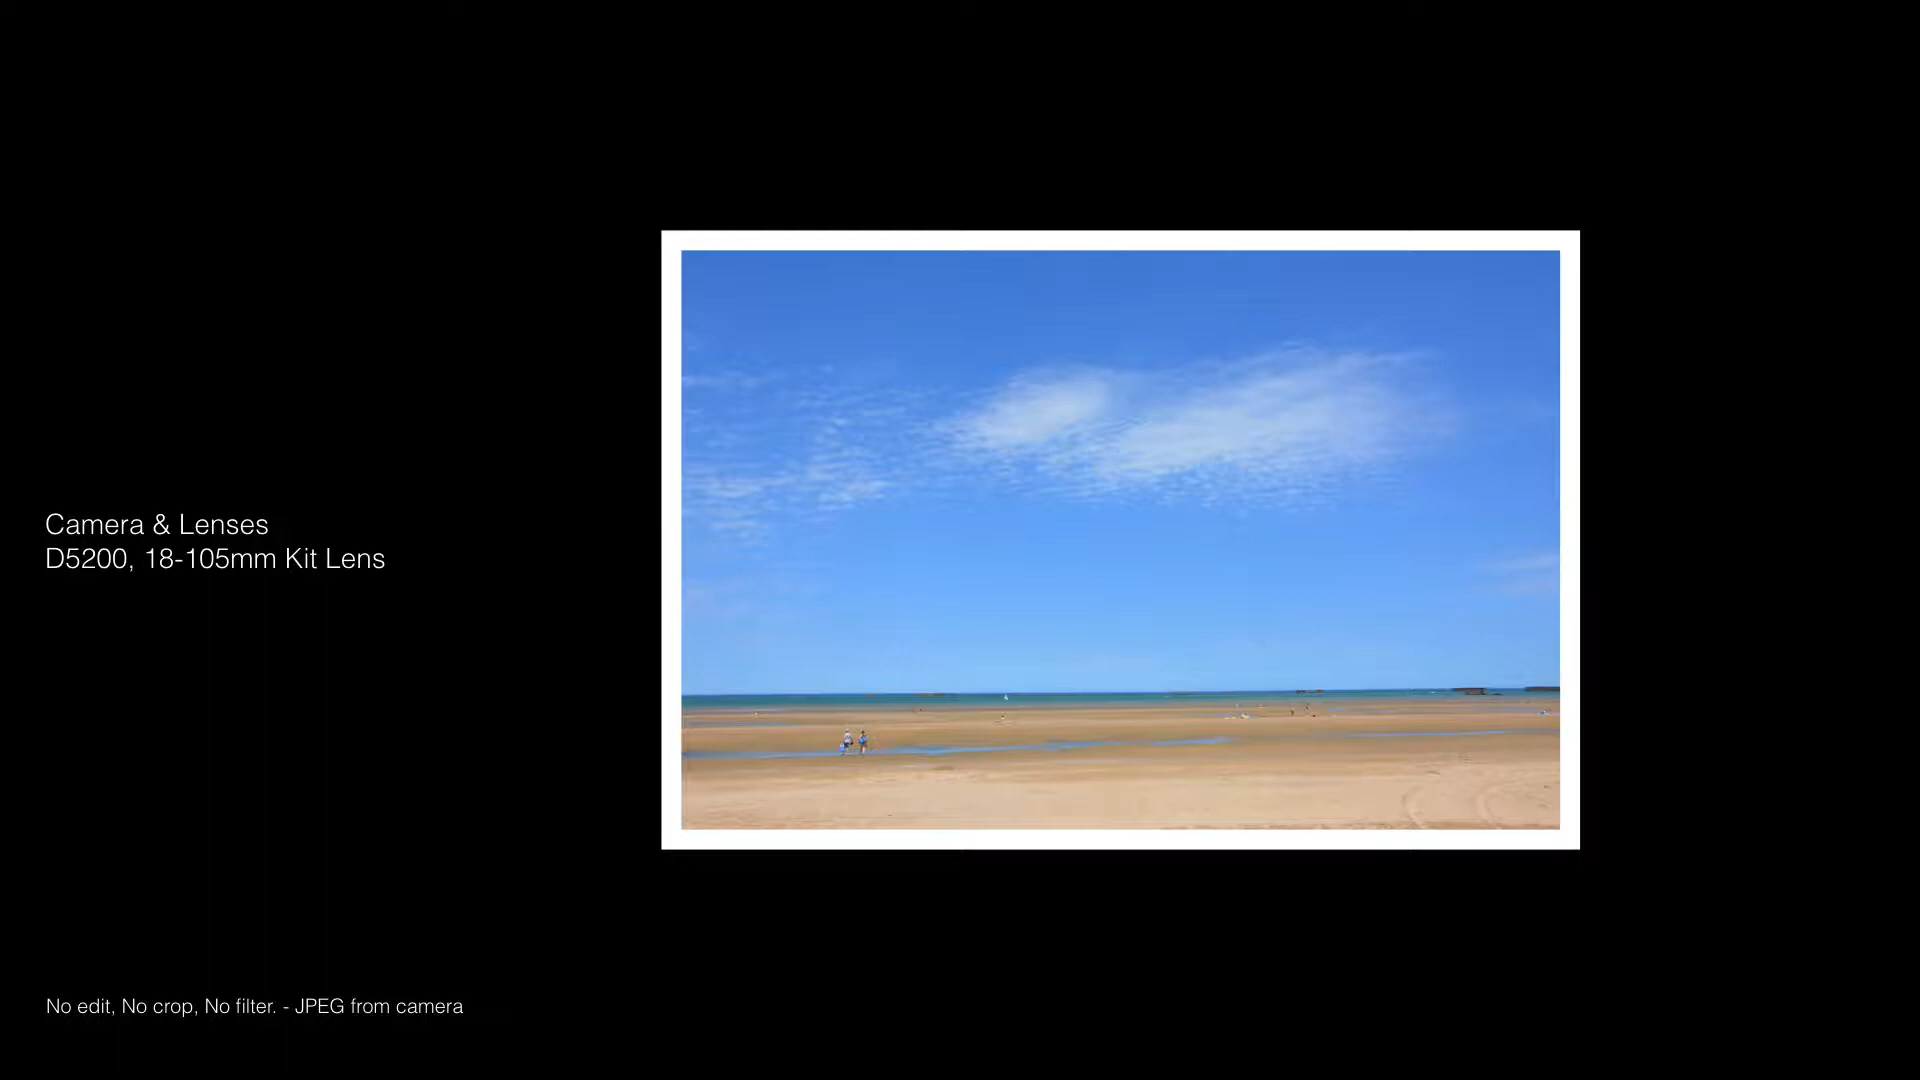 Camera & Lenses
D5200, 18-105mm Kit Lens
No edit, No crop, No filter. - JPEG from camera